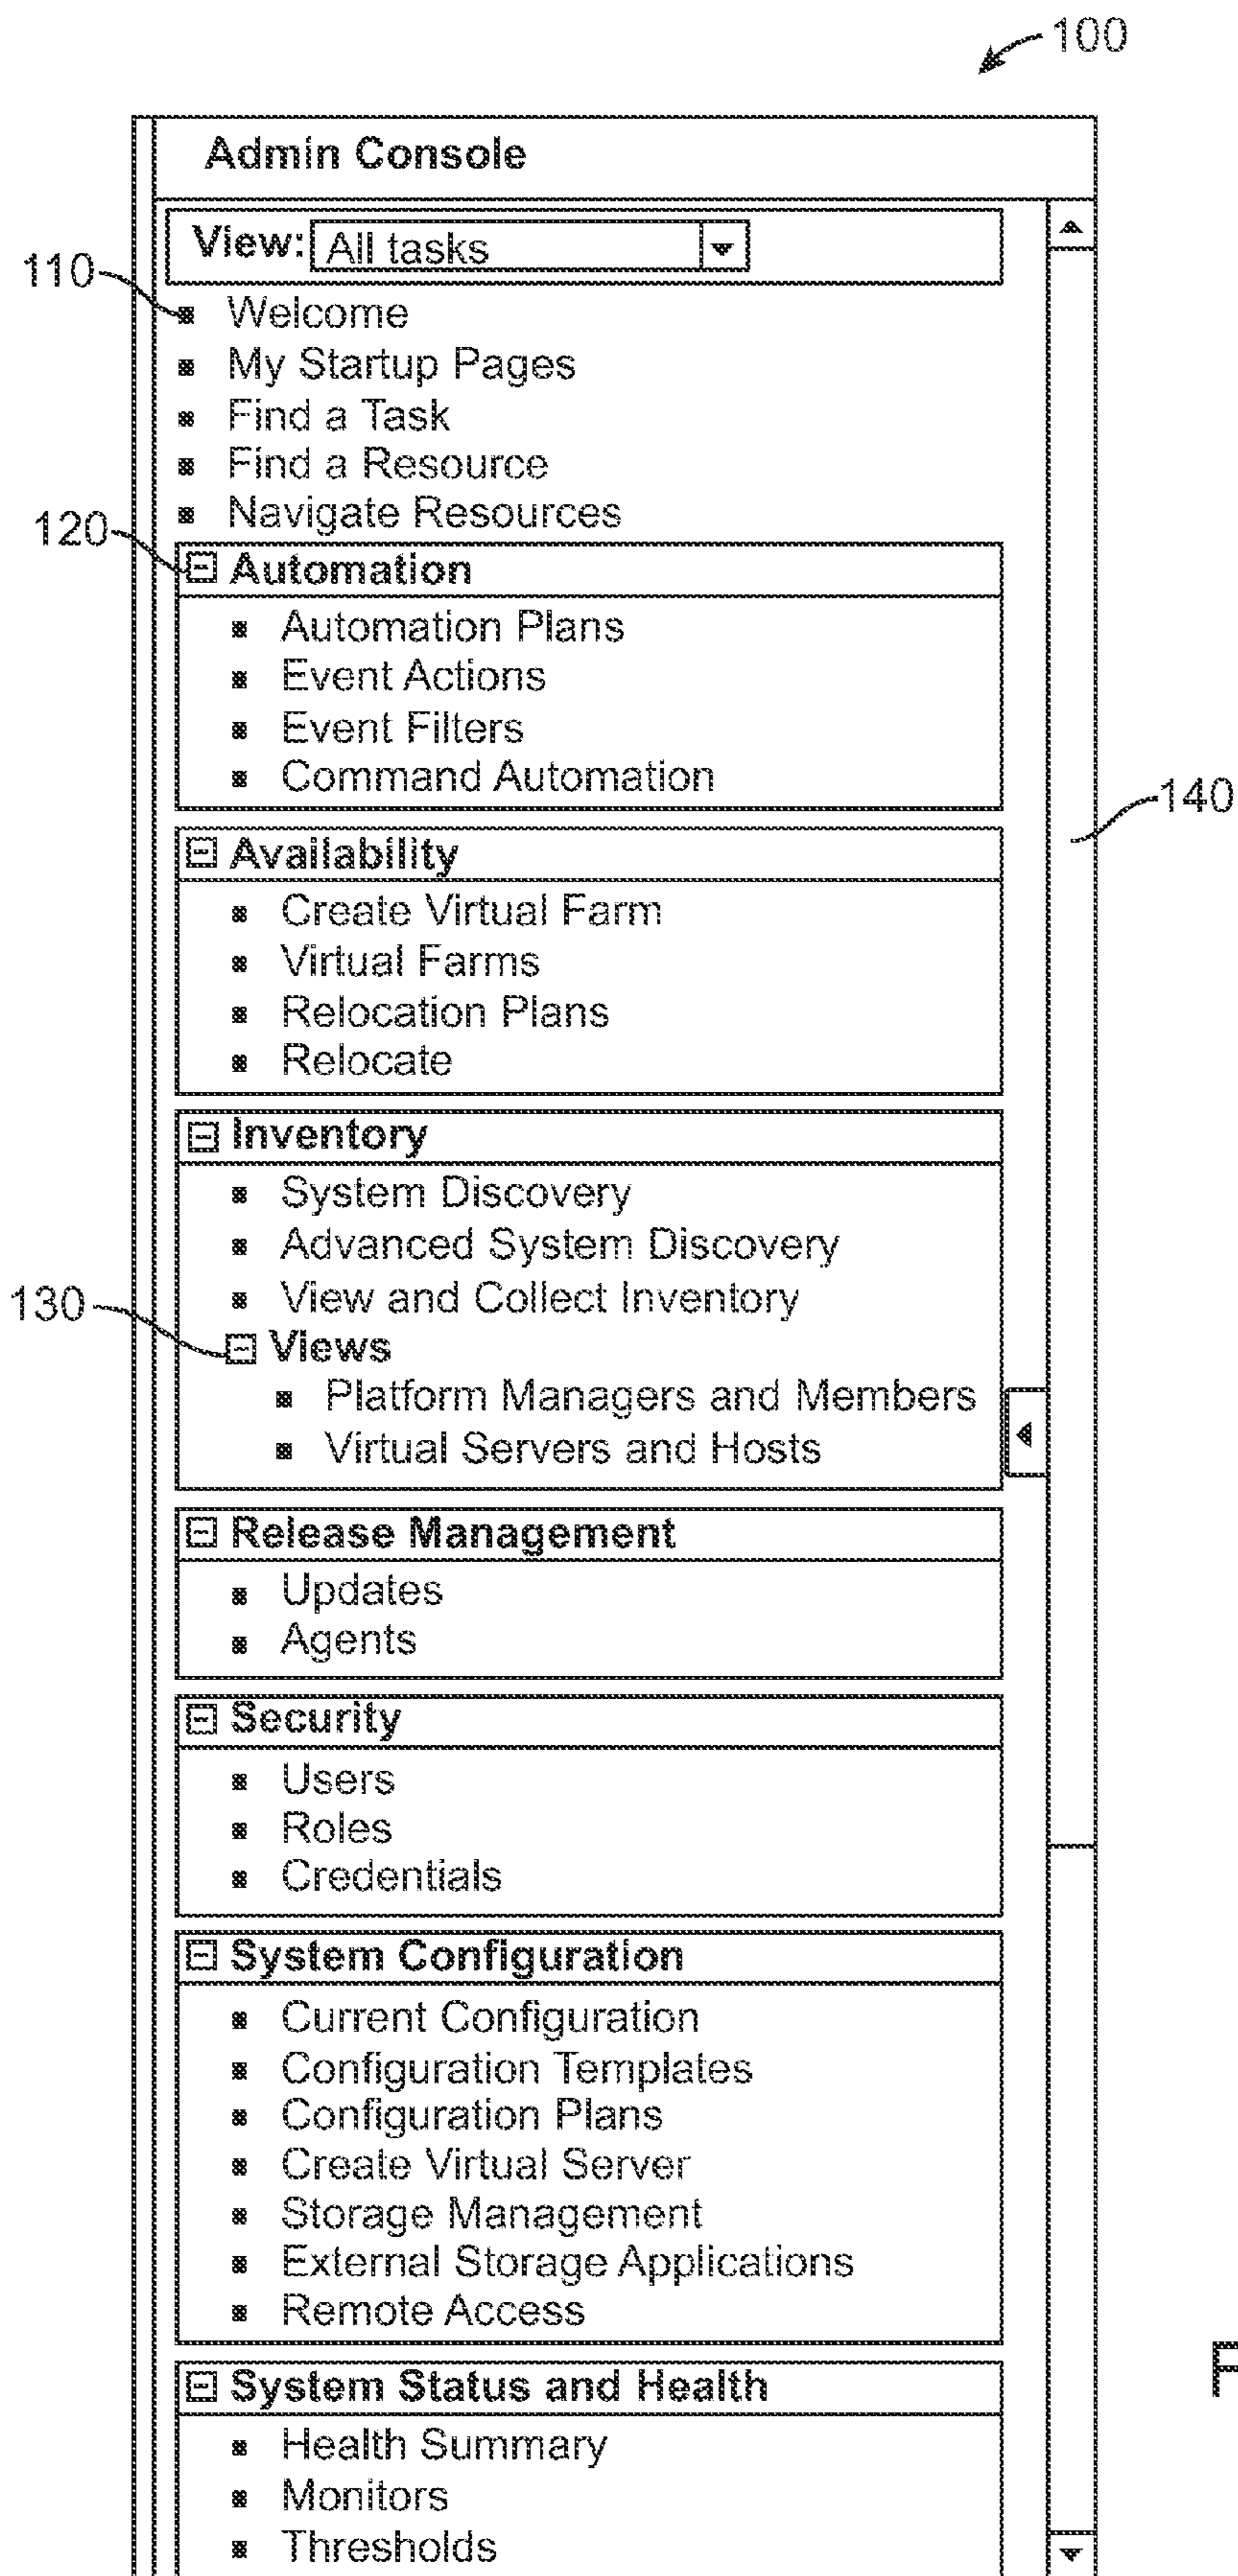 100
Admin Console
View: All tasks
110
Welcome
My Startup Pages
Find a Task
Find a Resource
Navigate Resources
120
Automation
Automation Plans
Event Actions
Event Filters
Command Automation
140
Availability
Create Virtual Farm
Virtual Farms
Relocation Plans
Relocate
Inventory
System Discovery
Advanced System Discovery
View and Collect Inventory
130
Views
Platform Managers and Members
Virtual Servers and Hosts
Release Management
Updates
Agents
Security
Users
Roles
Credentials
System Configuration
Current Configuration
Configuration Templates
Configuration Plans
Create Virtual Server
Storage Management
External Storage Applications
Remote Access
F
System Status and Health
Health Summary
Monitors
Thresholds